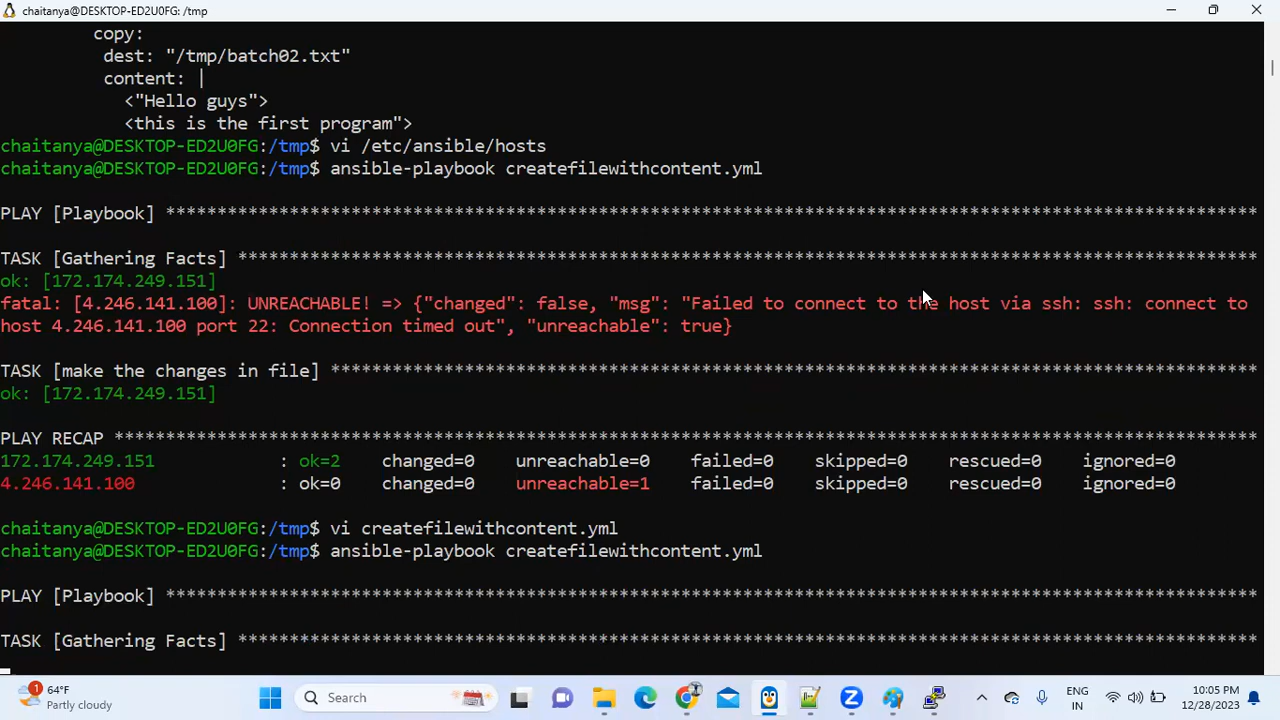 chaitanya@DESKTOP-ED2U0FG: /tmp
copy:
dest: "/tmp/batch02.txt"
content: |
<"Hello guys">
<this is the first program">
chaitanya@DESKTOP-ED2U0FG:/tmp$ vi /etc/ansible/hosts
chaitanya@DESKTOP-ED2U0FG:/tmp$ ansible-playbook createfilewithcontent.yml
PLAY [Playbook] **********************************************************************************************************
TASK [Gathering Facts] ***************************************************************************************************
ok: [172.174.249.151]
fatal: [4.246.141.100]: UNREACHABLE! => {"changed": false, "msg": "Failed to connect to the host via ssh: ssh: connect to
host 4.246.141.100 port 22: Connection timed out", "unreachable": true}
TASK [make the changes in file] ******************************************************************************************
ok: [172.174.249.151]
PLAY RECAP ***************************************************************************************************************
172.174.249.151 : ok=2 changed=0 unreachable=0 failed=0 skipped=0 rescued=0 ignored=0
4.246.141.100 : ok=0 changed=0 unreachable=1 failed=0 skipped=0 rescued=0 ignored=0
chaitanya@DESKTOP-ED2U0FG:/tmp$ vi createfilewithcontent.yml
chaitanya@DESKTOP-ED2U0FG:/tmp$ ansible-playbook createfilewithcontent.yml
PLAY [Playbook] **********************************************************************************************************
TASK [Gathering Facts] ***************************************************************************************************
1
64°F
Partly cloudy
Search
ENG
IN
10:05 PM
12/28/2023